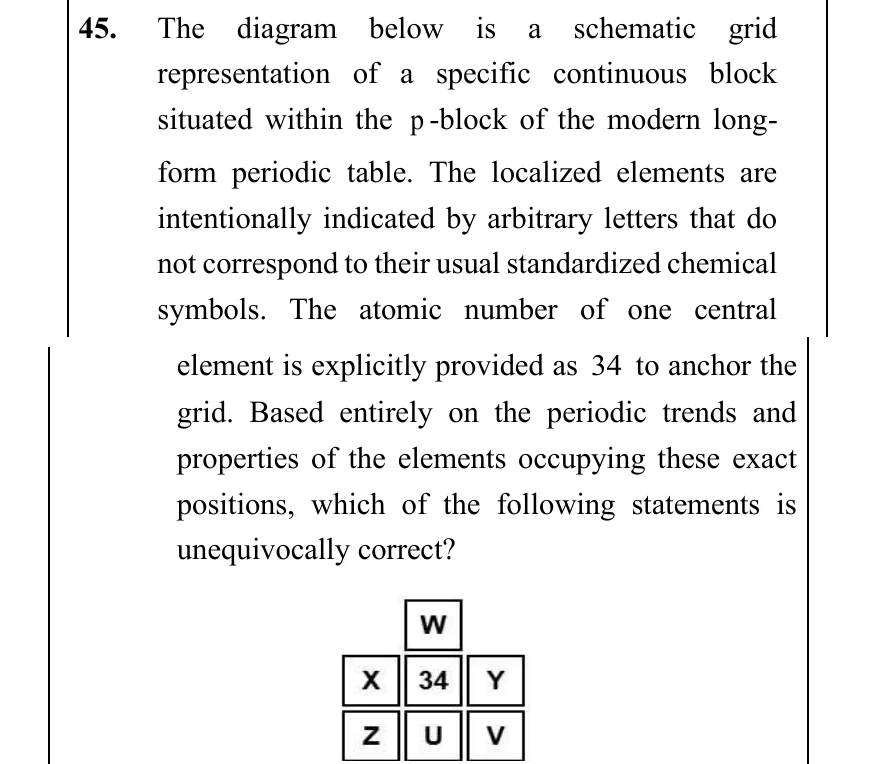 45. The diagram below is a schematic grid
representation of a specific continuous block
situated within the p-block of the modern long-
form periodic table. The localized elements are
intentionally indicated by arbitrary letters that do
not correspond to their usual standardized chemical
symbols. The atomic number of one central
element is explicitly provided as 34 to anchor the
grid. Based entirely on the periodic trends and
properties of the elements occupying these exact
positions, which of the following statements is
unequivocally correct?
W
X 34 Y
Z U V